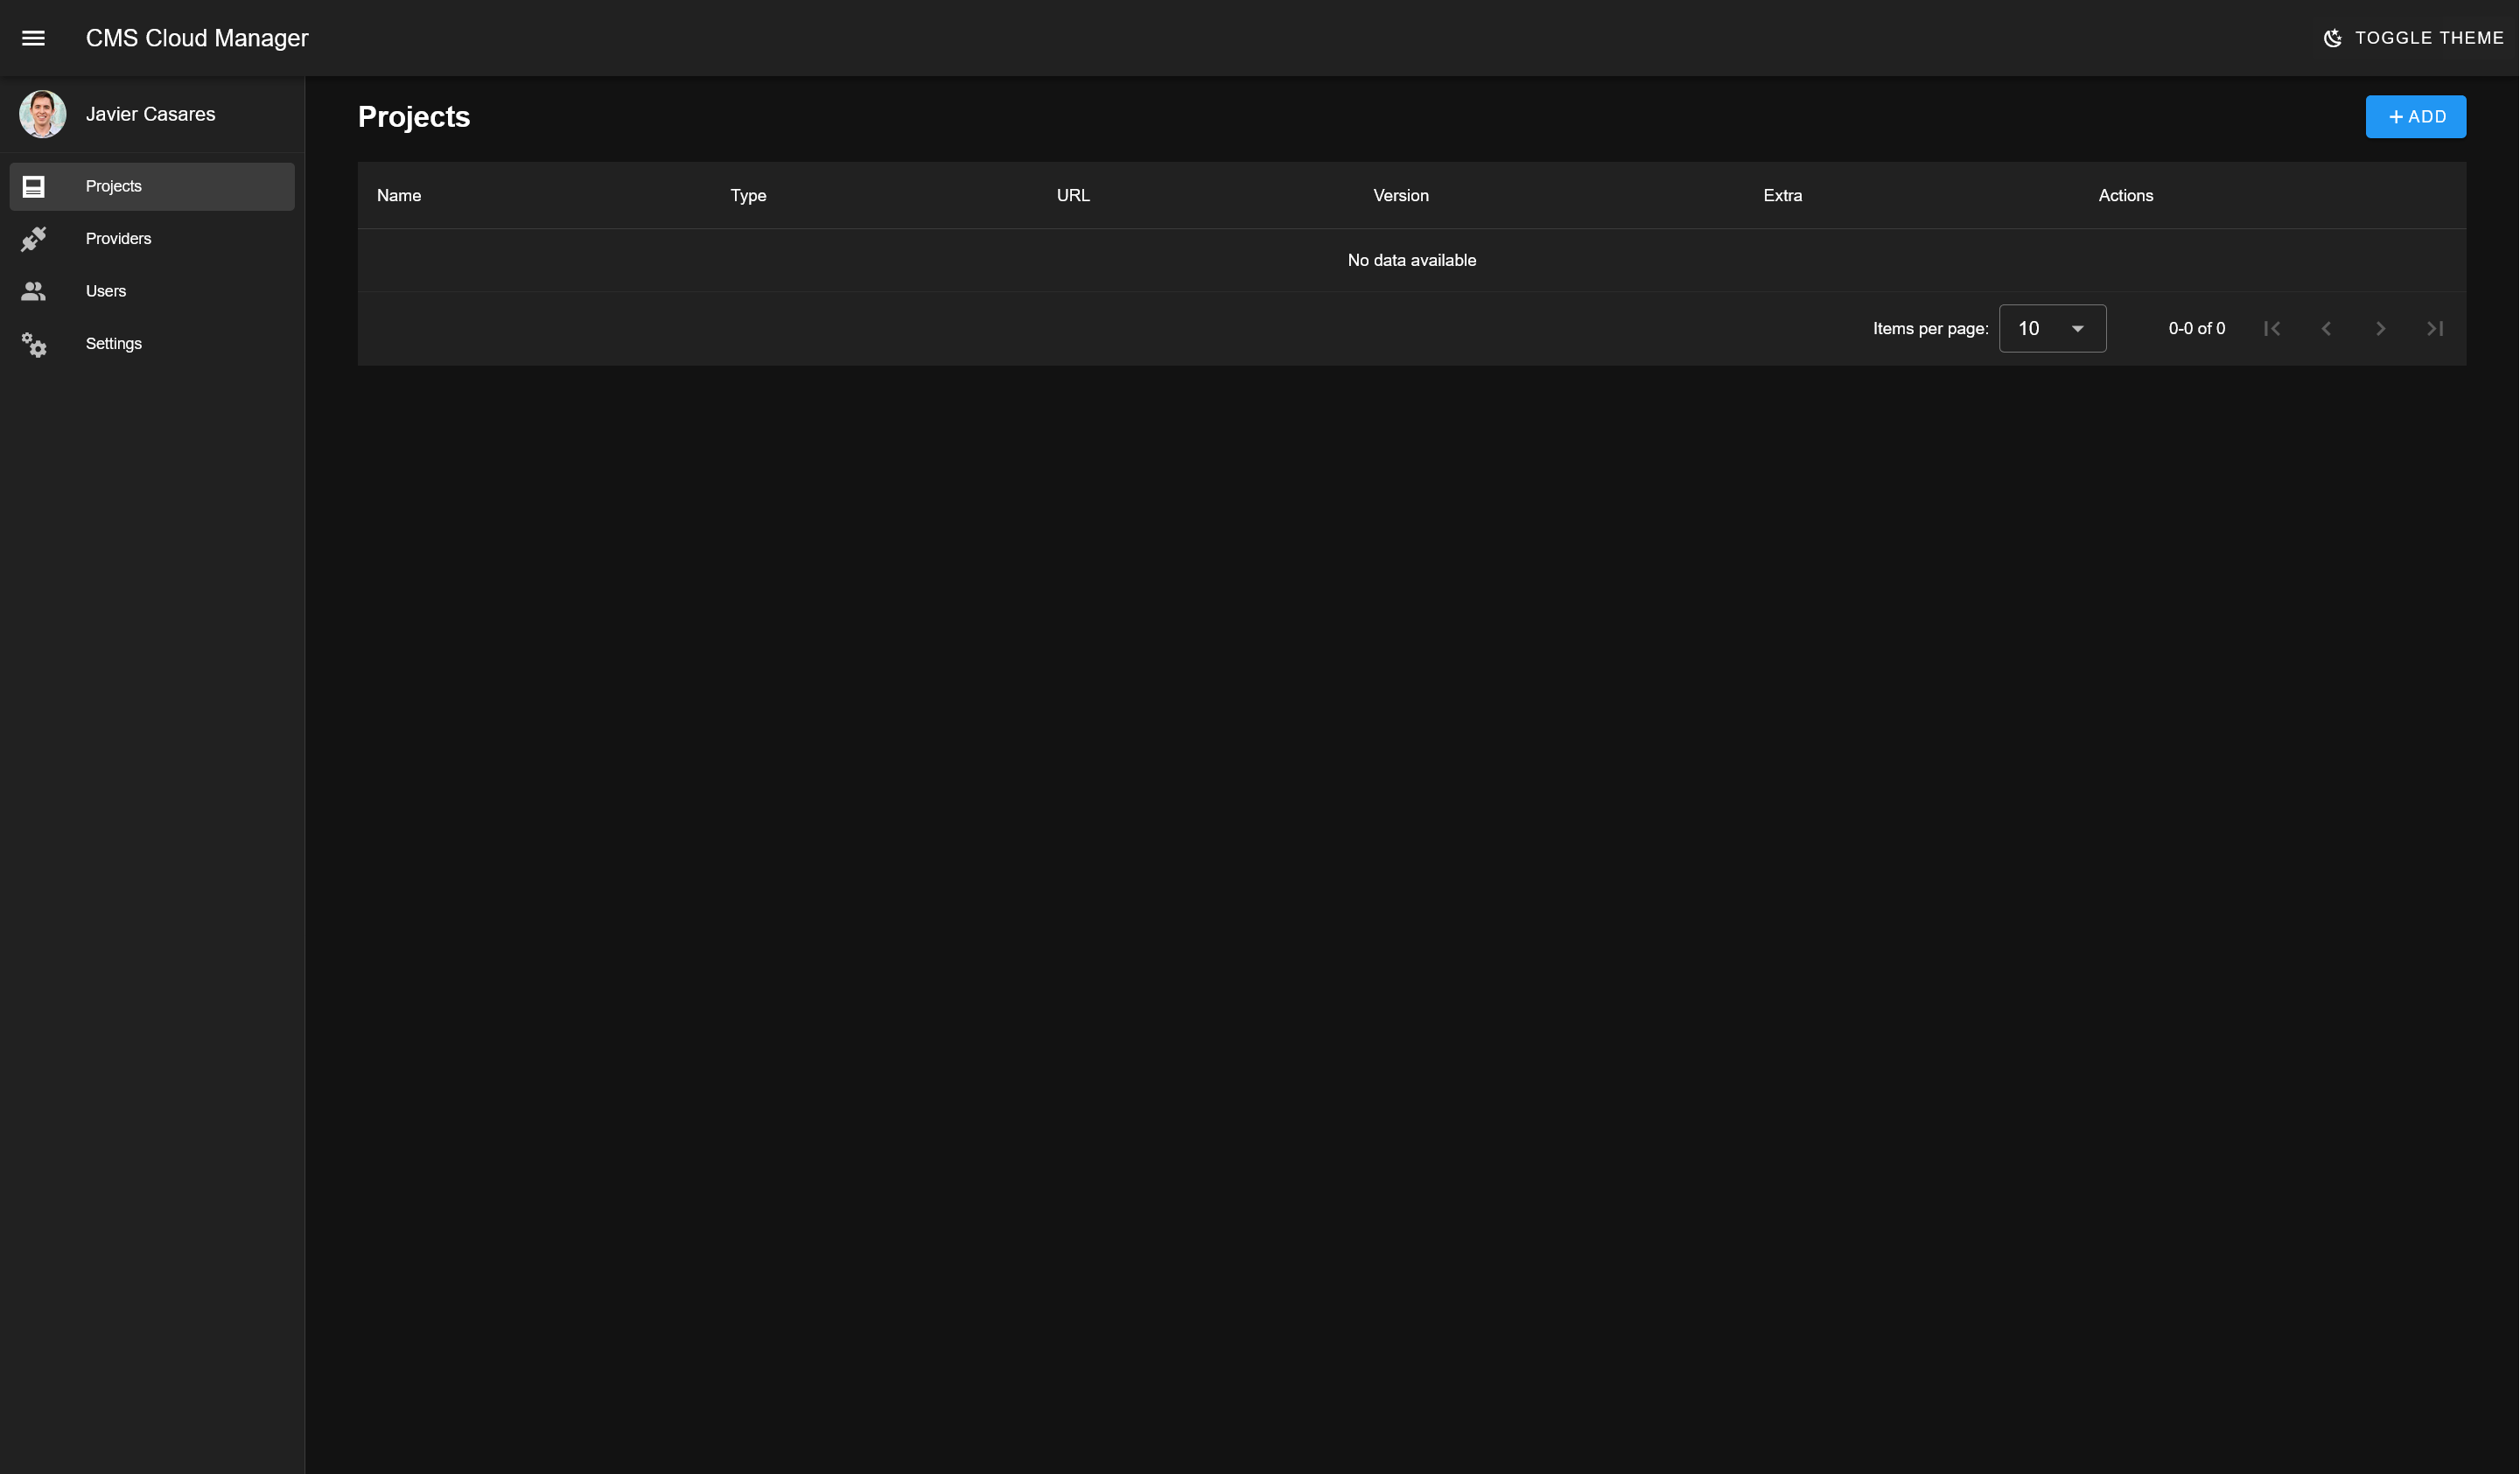 CMS Cloud Manager
TOGGLE THEME
Javier Casares
Projects
Providers
Users
Settings
Projects
ADD
Name Type URL Version Extra Actions
No data available
Items per page: 10 0-0 of 0